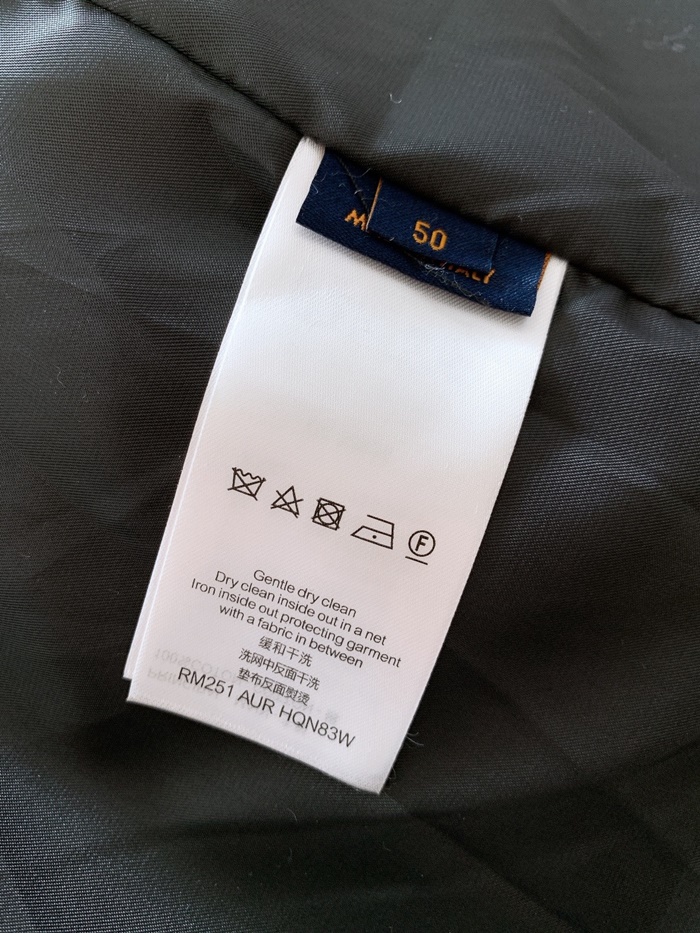 50
ITALY
Gentle dry clean
Dry clean inside out in a net
Iron inside out protecting garment
with a fabric in between
缓和干洗
洗网中反面干洗
垫布反面熨烫
RM251 AUR HQN83W
F